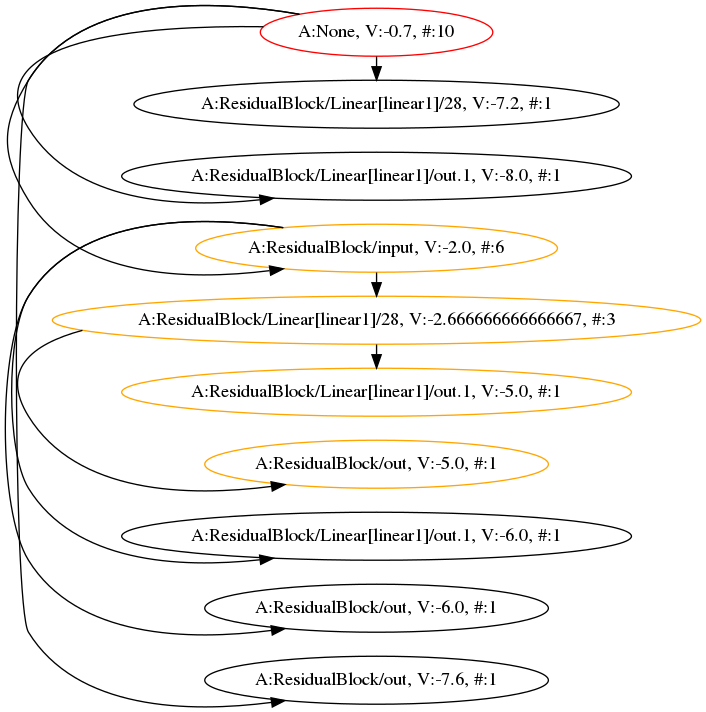 A:None, V:-0.7, #:10
A:ResidualBlock/Linear[linear1]/28, V:-7.2, #:1
A:ResidualBlock/Linear[linear1]/out.1, V:-8.0, #:1
A:ResidualBlock/input, V:-2.0, #:6
A:ResidualBlock/Linear[linear1]/28, V:-2.666666666666667, #:3
A:ResidualBlock/Linear[linear1]/out.1, V:-5.0, #:1
A:ResidualBlock/out, V:-5.0, #:1
A:ResidualBlock/Linear[linear1]/out.1, V:-6.0, #:1
A:ResidualBlock/out, V:-6.0, #:1
A:ResidualBlock/out, V:-7.6, #:1